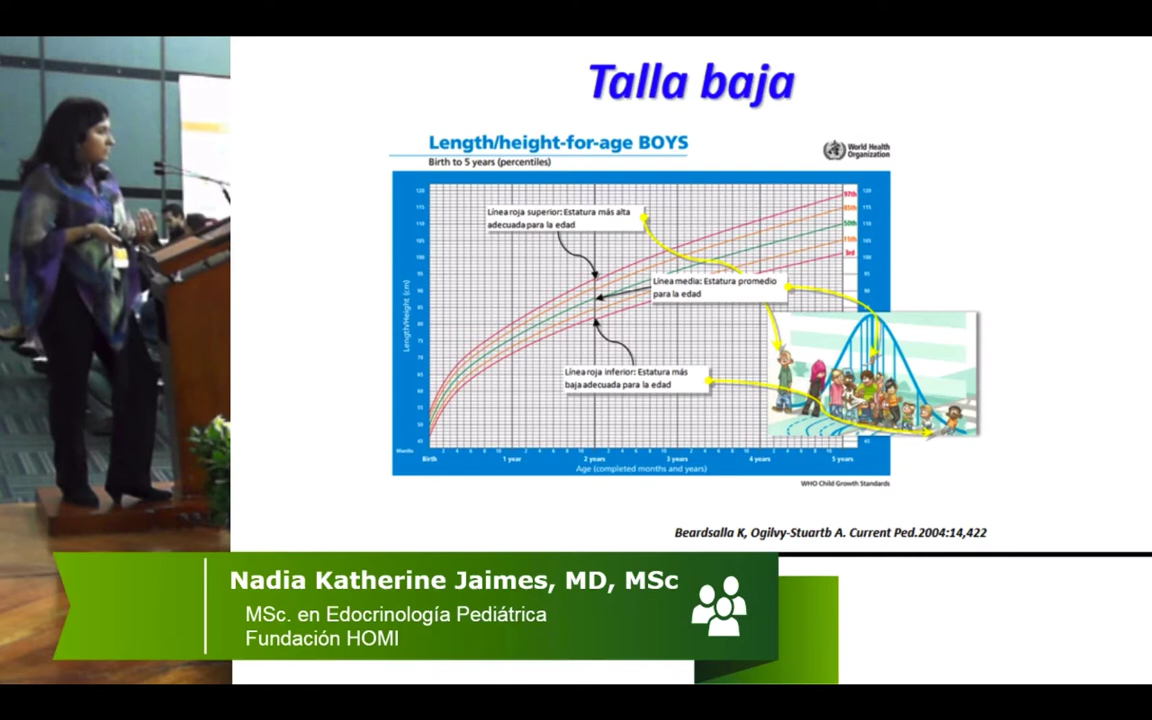 Talla baja
Length/height-for-age BOYS
Birth to 5 years (percentiles)
World Health
Organization
Línea roja superior: Estatura más alta
adecuada para la edad
Línea media: Estatura promedio
para la edad
Línea roja inferior: Estatura más
baja adecuada para la edad
97th
85th
50th
15th
3rd
Length/Height (cm)
Months
Birth
1 year
2 years
3 years
4 years
5 years
Age (completed months and years)
WHO Child Growth Standards
Beardsalla K, Ogilvy-Stuartb A. Current Ped.2004:14,422
Nadia Katherine Jaimes, MD, MSc
MSc. en Edocrinología Pediátrica
Fundación HOMI